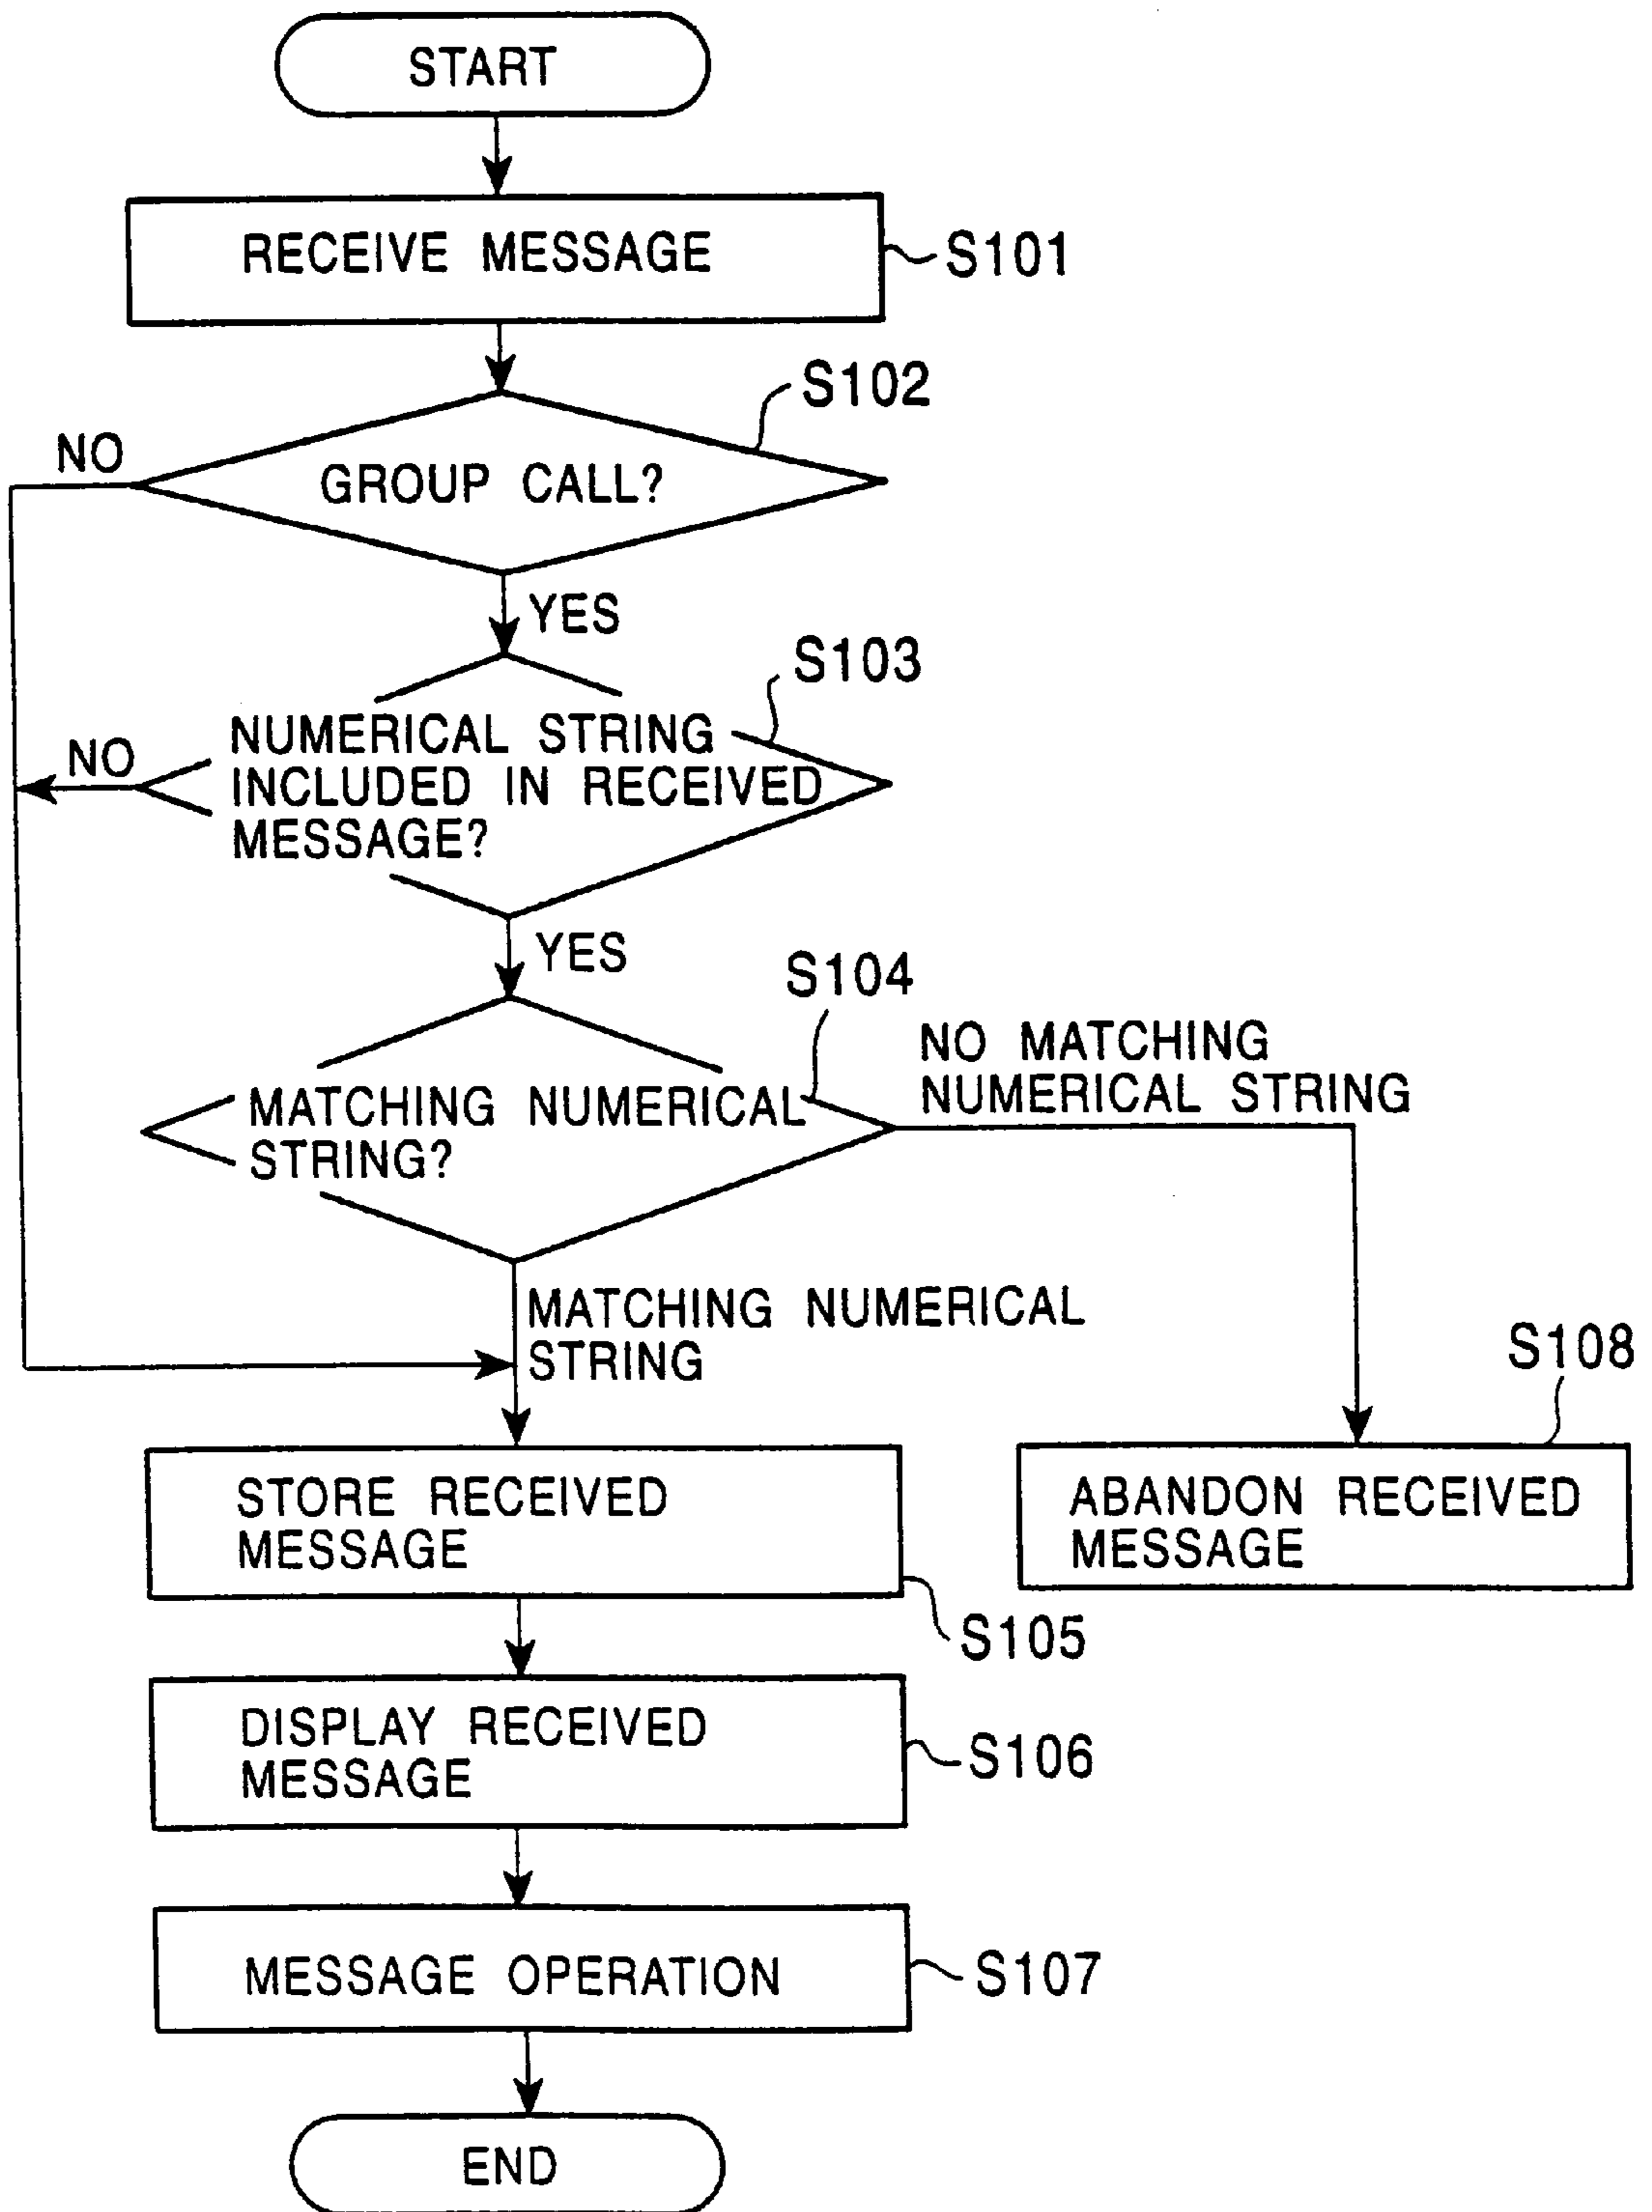 START
RECEIVE MESSAGE
S101
S102
NO
GROUP CALL?
YES
S103
NUMERICAL STRING
INCLUDED IN RECEIVED
MESSAGE?
NO
YES
S104
MATCHING NUMERICAL
STRING?
NO MATCHING
NUMERICAL STRING
MATCHING NUMERICAL
STRING
S108
STORE RECEIVED
MESSAGE
ABANDON RECEIVED
MESSAGE
S105
DISPLAY RECEIVED
MESSAGE
S106
MESSAGE OPERATION
S107
END